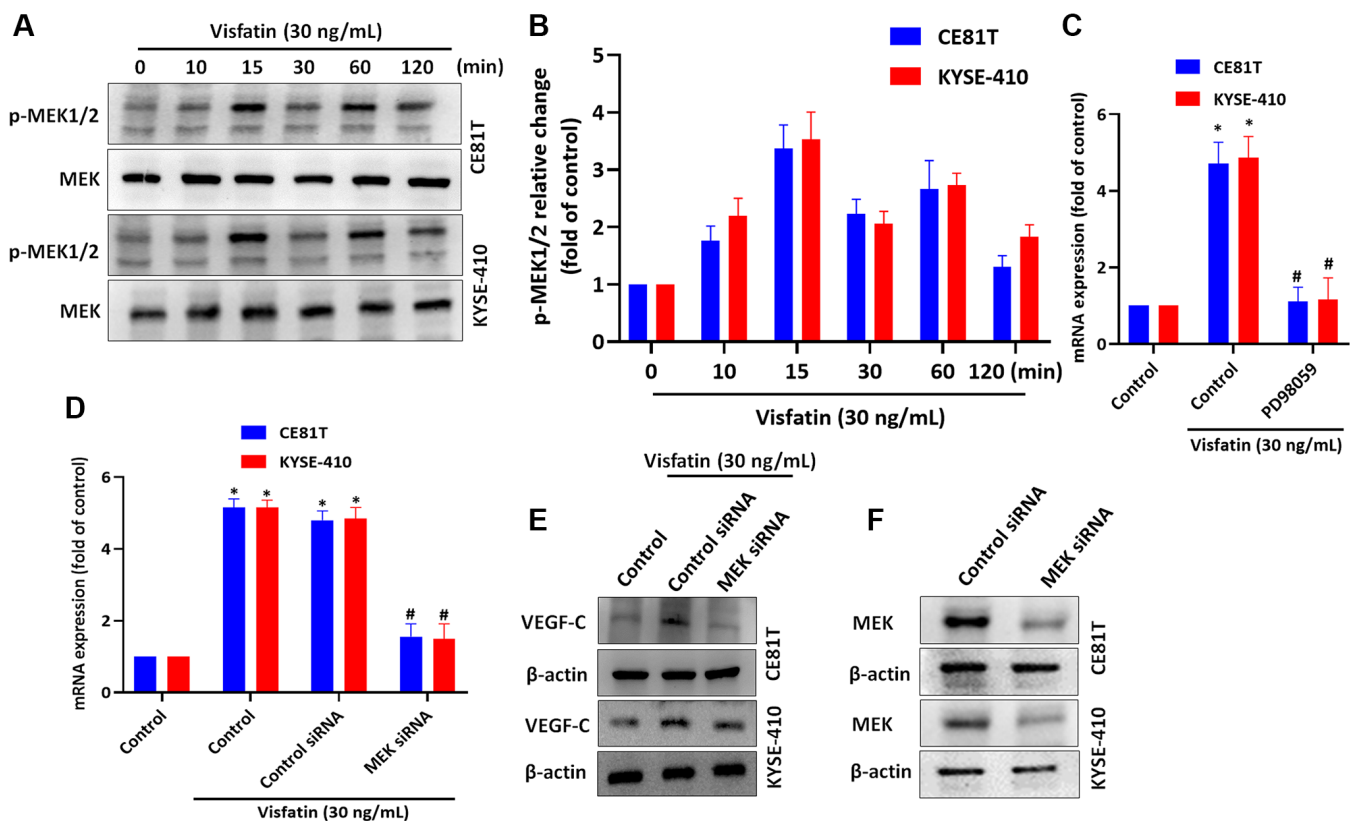 A
Visfatin (30 ng/mL)
0 10 15 30 60 120 (min)
p-MEK1/2
MEK
CE81T
p-MEK1/2
MEK
KYSE-410
B
CE81T
KYSE-410
p-MEK1/2 relative change
(fold of control)
5
4
3
2
1
0
0 10 15 30 60 120 (min)
Visfatin (30 ng/mL)
C
CE81T
KYSE-410
mRNA expression (fold of control)
6
4
2
0
* *
# #
Control
Control
PD98059
Visfatin (30 ng/mL)
D
CE81T
KYSE-410
mRNA expression (fold of control)
6
4
2
0
* * * *
# #
Control
Control
Control siRNA
MEK siRNA
Visfatin (30 ng/mL)
Visfatin (30 ng/mL)
E
Control
Control siRNA
MEK siRNA
VEGF-C
β-actin
CE81T
VEGF-C
β-actin
KYSE-410
F
Control siRNA
MEK siRNA
MEK
β-actin
CE81T
MEK
β-actin
KYSE-410